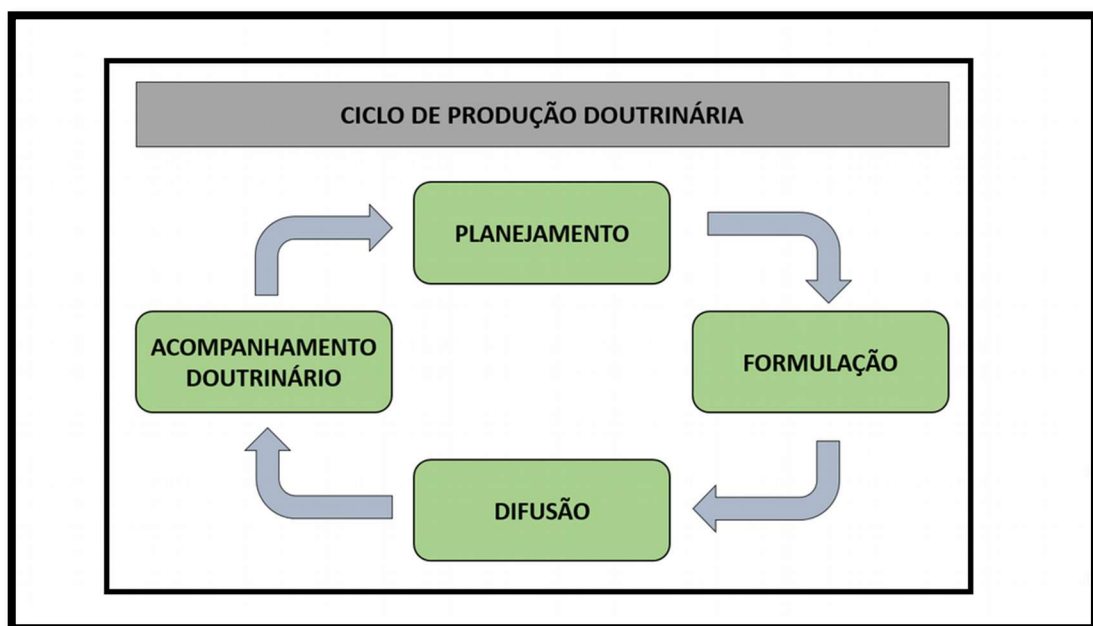 CICLO DE PRODUÇÃO DOUTRINÁRIA
PLANEJAMENTO
ACOMPANHAMENTO
DOUTRINÁRIO
FORMULAÇÃO
DIFUSÃO